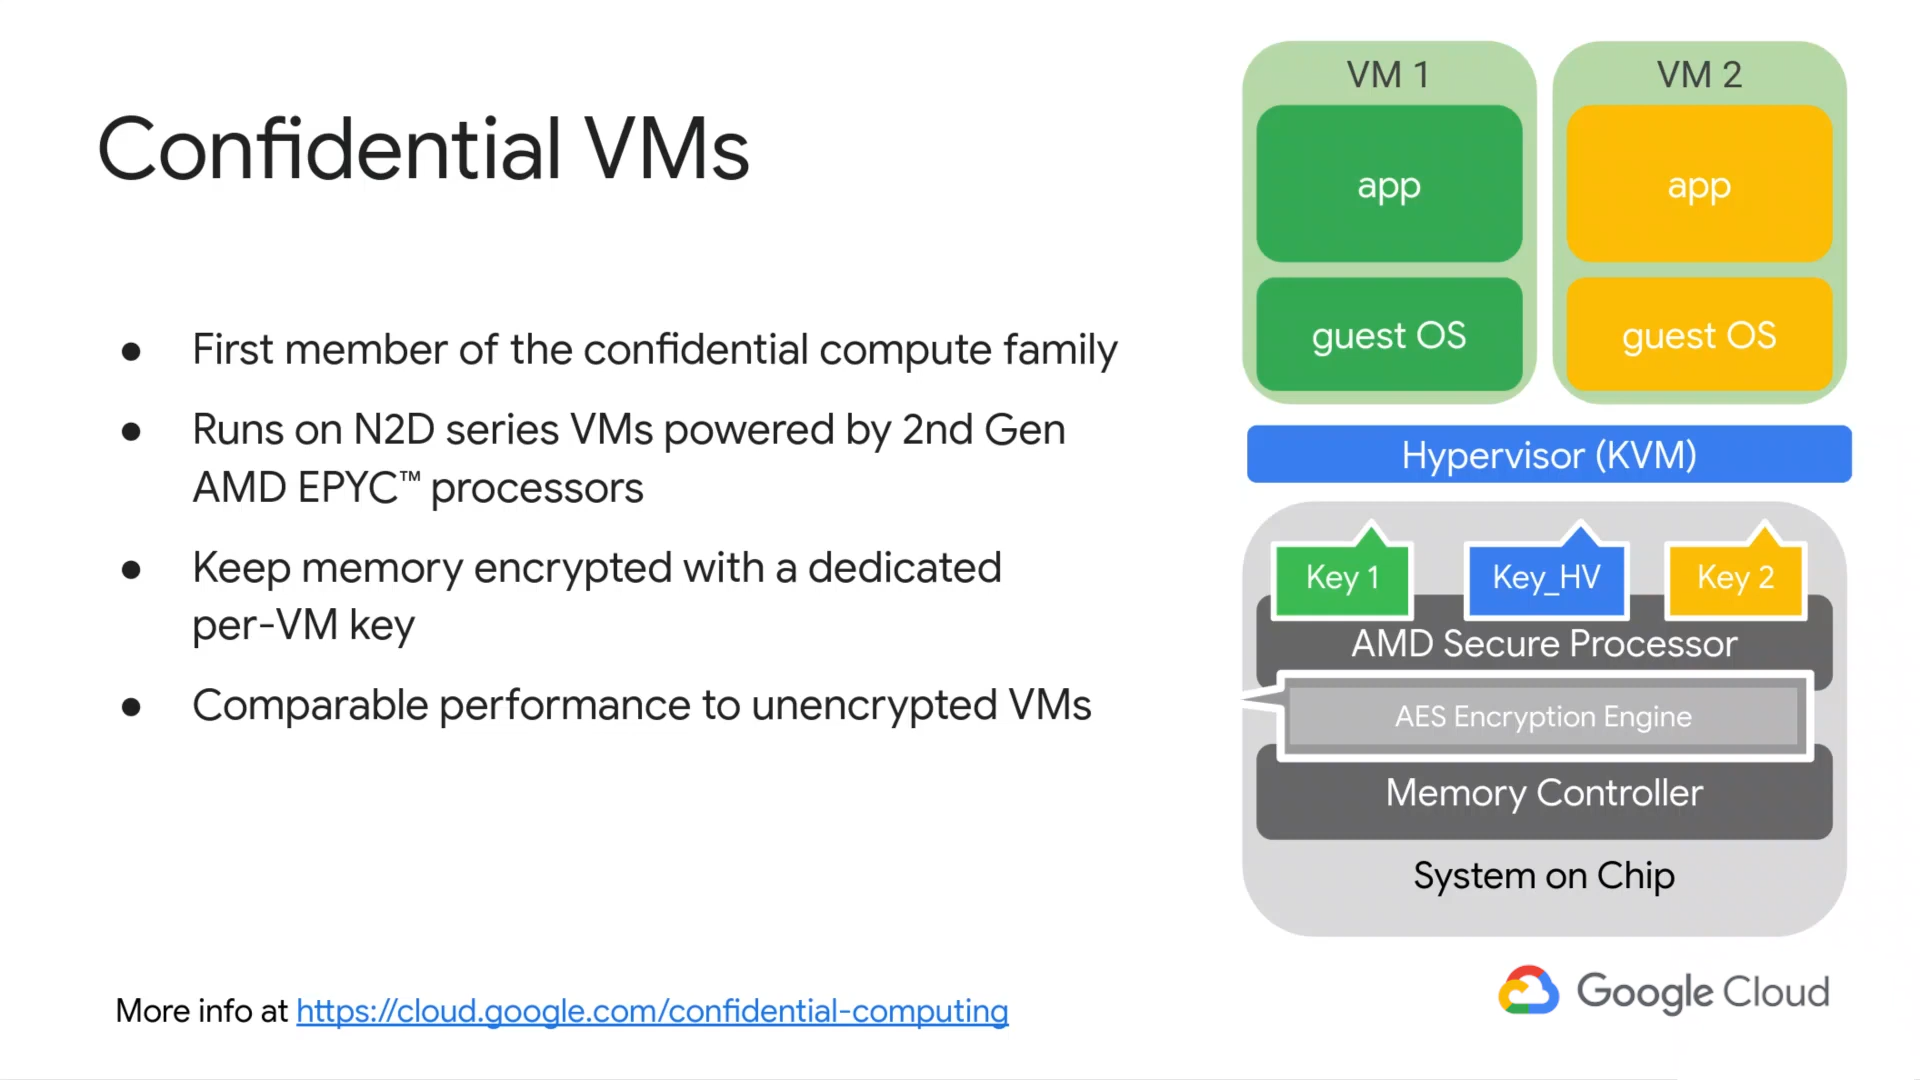 Confidential VMs
● First member of the confidential compute family
● Runs on N2D series VMs powered by 2nd Gen
AMD EPYC™ processors
● Keep memory encrypted with a dedicated
per-VM key
● Comparable performance to unencrypted VMs
More info at https://cloud.google.com/confidential-computing
VM 1
VM 2
app
app
guest OS
guest OS
Hypervisor (KVM)
Key 1
Key_HV
Key 2
AMD Secure Processor
AES Encryption Engine
Memory Controller
System on Chip
Google Cloud